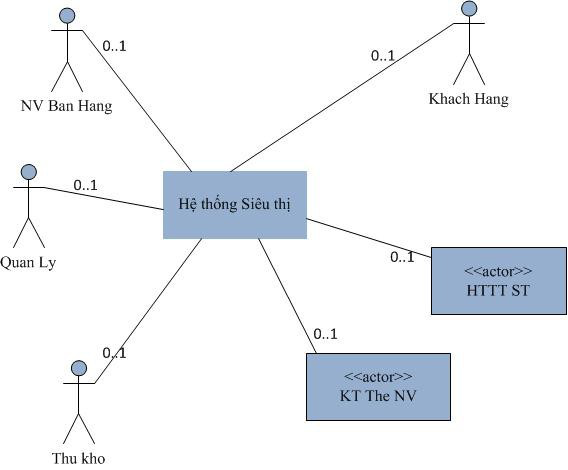 0..1
NV Ban Hang
0..1
Khach Hang
0..1
Quan Ly
Hệ thống Siêu thị
0..1
<<actor>>
HTTT ST
0..1
Thu kho
0..1
<<actor>>
KT The NV